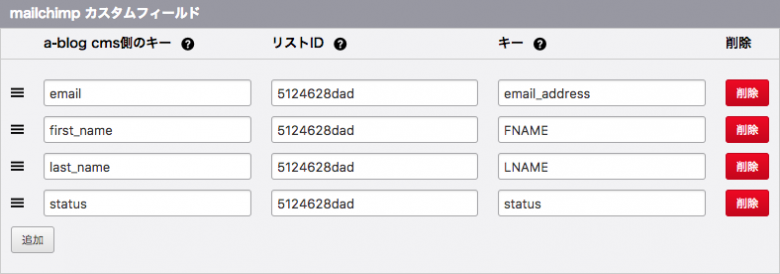 mailchimp カスタムフィールド
a-blog cms側のキー ? リストID ? キー ? 削除
email 5124628dad email_address 削除
first_name 5124628dad FNAME 削除
last_name 5124628dad LNAME 削除
status 5124628dad status 削除
追加